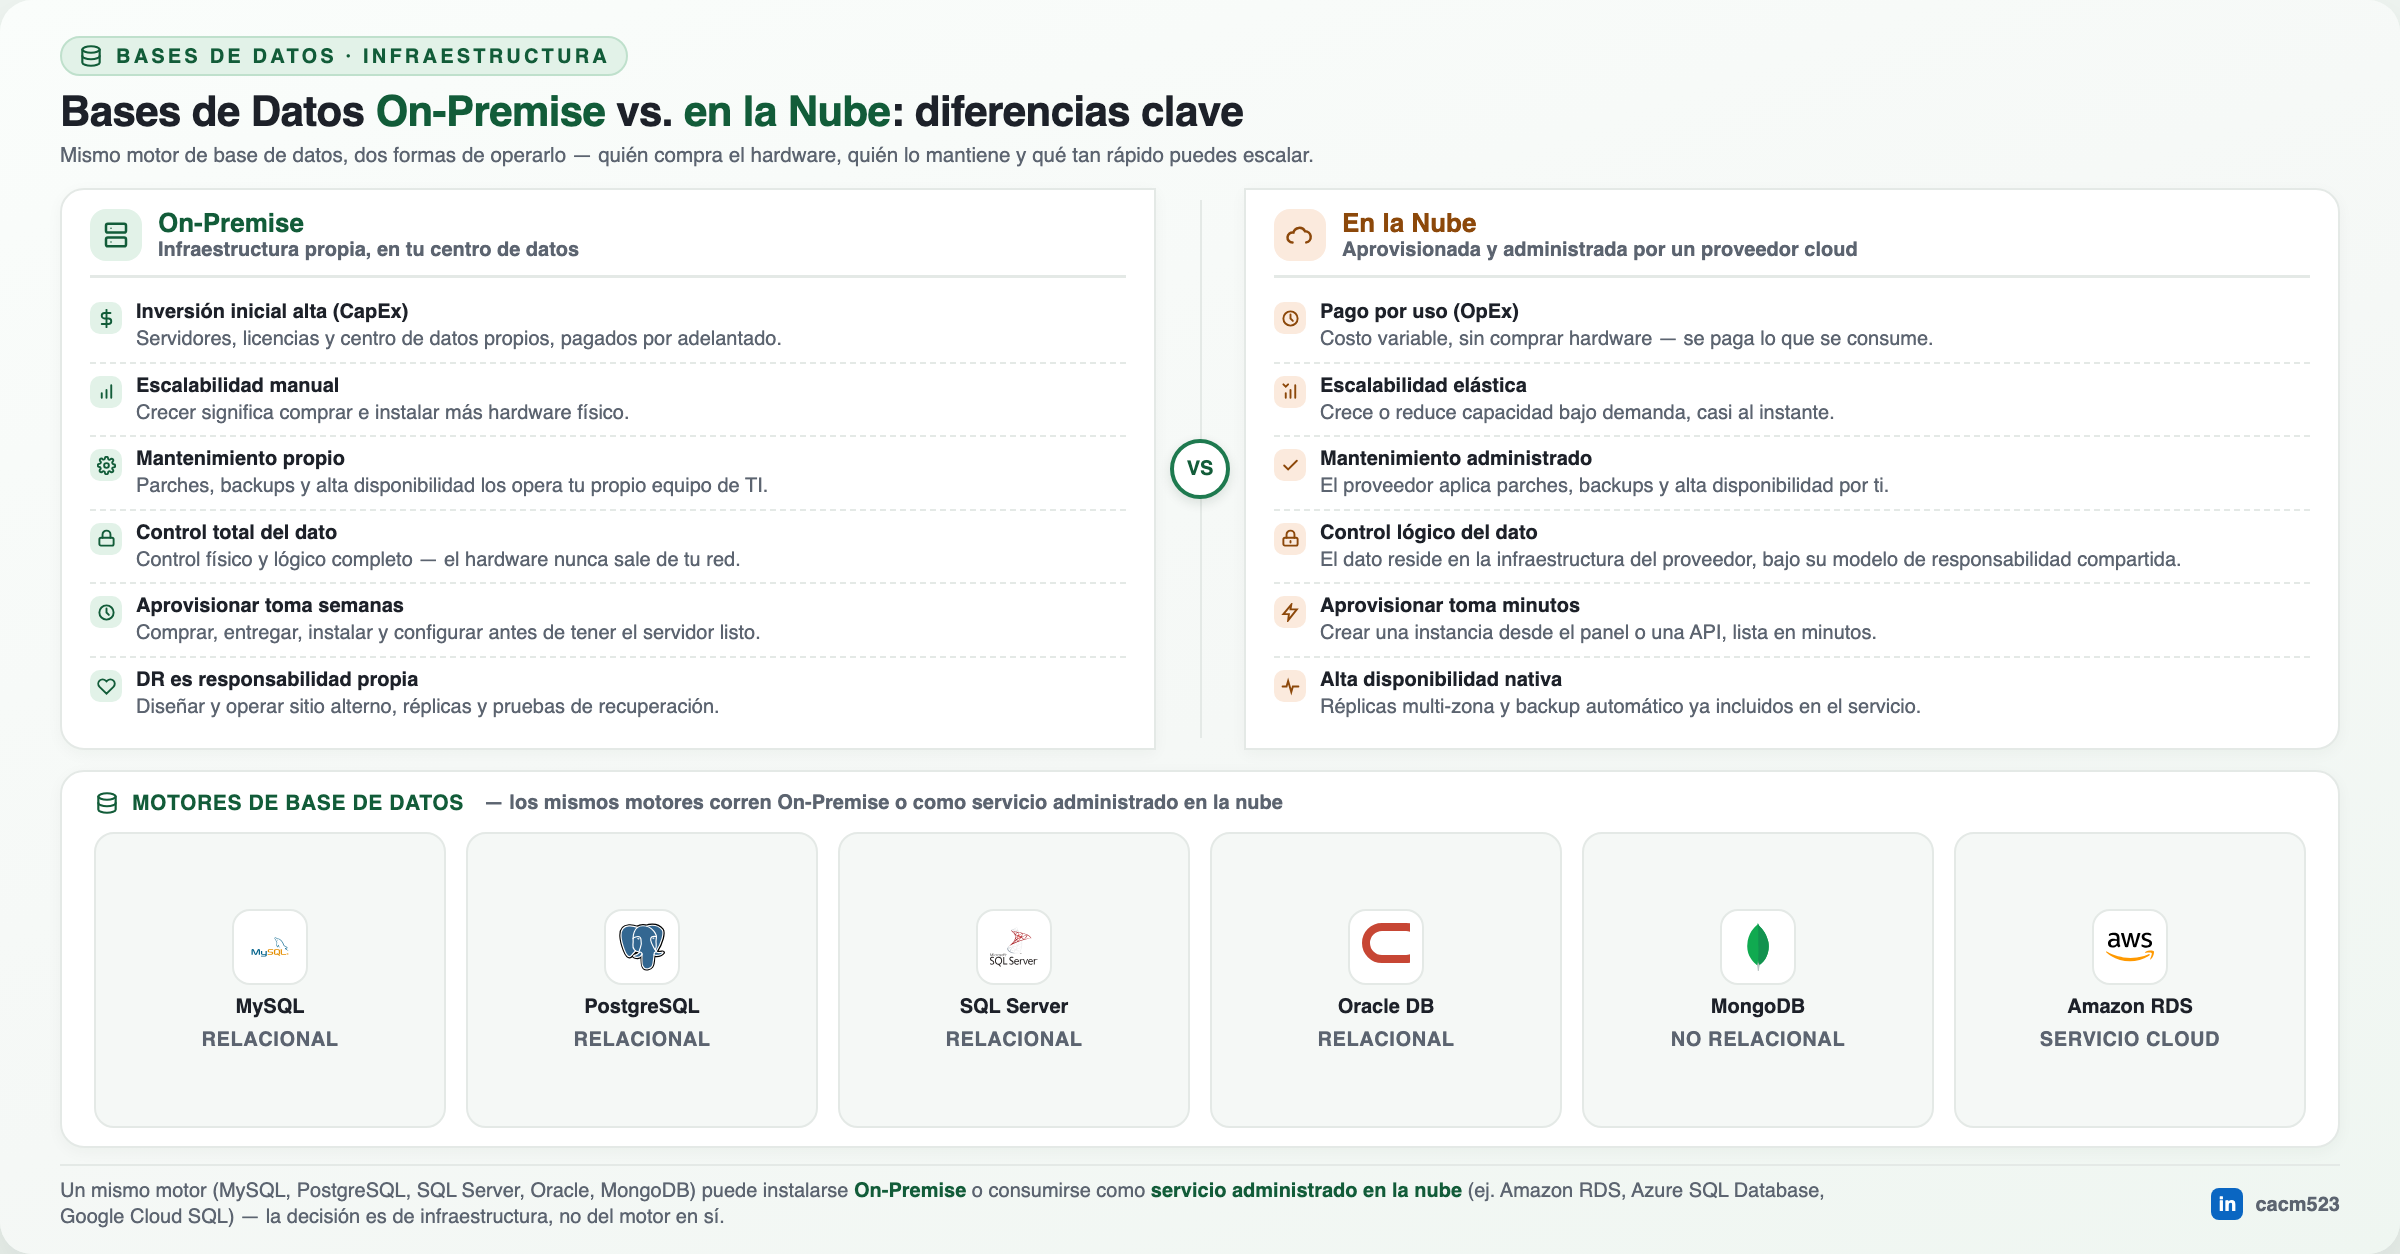 BASES DE DATOS · INFRAESTRUCTURA
Bases de Datos On-Premise vs. en la Nube: diferencias clave
Mismo motor de base de datos, dos formas de operarlo — quién compra el hardware, quién lo mantiene y qué tan rápido puedes escalar.
On-Premise
Infraestructura propia, en tu centro de datos
Inversión inicial alta (CapEx)
Servidores, licencias y centro de datos propios, pagados por adelantado.
Escalabilidad manual
Crecer significa comprar e instalar más hardware físico.
Mantenimiento propio
Parches, backups y alta disponibilidad los opera tu propio equipo de TI.
Control total del dato
Control físico y lógico completo — el hardware nunca sale de tu red.
Aprovisionar toma semanas
Comprar, entregar, instalar y configurar antes de tener el servidor listo.
DR es responsabilidad propia
Diseñar y operar sitio alterno, réplicas y pruebas de recuperación.
VS
En la Nube
Aprovisionada y administrada por un proveedor cloud
Pago por uso (OpEx)
Costo variable, sin comprar hardware — se paga lo que se consume.
Escalabilidad elástica
Crece o reduce capacidad bajo demanda, casi al instante.
Mantenimiento administrado
El proveedor aplica parches, backups y alta disponibilidad por ti.
Control lógico del dato
El dato reside en la infraestructura del proveedor, bajo su modelo de responsabilidad compartida.
Aprovisionar toma minutos
Crear una instancia desde el panel o una API, lista en minutos.
Alta disponibilidad nativa
Réplicas multi-zona y backup automático ya incluidos en el servicio.
MOTORES DE BASE DE DATOS — los mismos motores corren On-Premise o como servicio administrado en la nube
MySQL
MySQL
RELACIONAL
PostgreSQL
RELACIONAL
SQL Server
SQL Server
RELACIONAL
Oracle DB
RELACIONAL
MongoDB
NO RELACIONAL
aws
Amazon RDS
SERVICIO CLOUD
Un mismo motor (MySQL, PostgreSQL, SQL Server, Oracle, MongoDB) puede instalarse On-Premise o consumirse como servicio administrado en la nube (ej. Amazon RDS, Azure SQL Database,
Google Cloud SQL) — la decisión es de infraestructura, no del motor en sí.
in cacm523